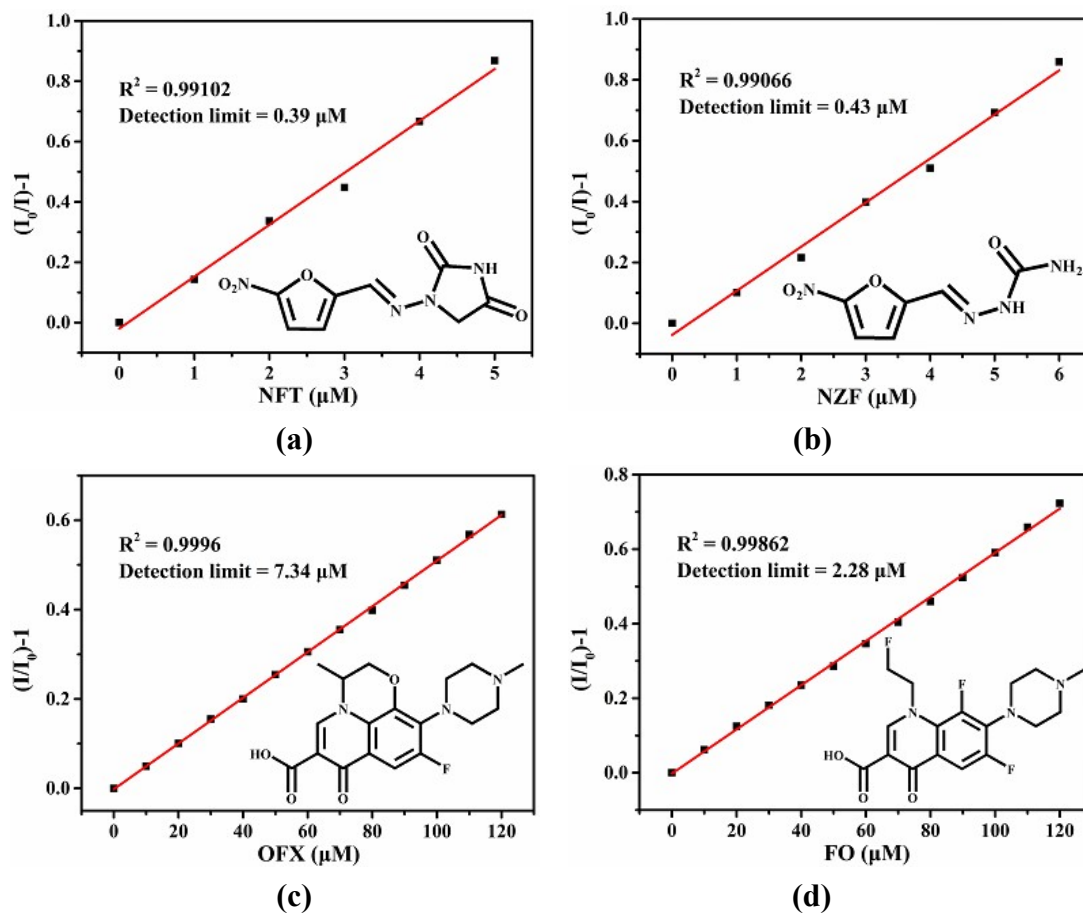 1.0
0.8
0.6
0.4
0.2
0.0
(I₀/I)-1
R² = 0.99102
Detection limit = 0.39 µM
O₂N
O
N
N
O
NH
O
0 1 2 3 4 5
NFT (µM)
(a)
1.0
0.8
0.6
0.4
0.2
0.0
(I₀/I)-1
R² = 0.99066
Detection limit = 0.43 µM
O₂N
O
N
NH
O
NH₂
0 1 2 3 4 5 6
NZF (µM)
(b)
0.6
0.4
0.2
0.0
(I/I₀)-1
R² = 0.9996
Detection limit = 7.34 µM
O
N
N
N
HO
O
O
F
0 20 40 60 80 100 120
OFX (µM)
(c)
0.8
0.6
0.4
0.2
0.0
(I/I₀)-1
R² = 0.99862
Detection limit = 2.28 µM
F
F
N
N
N
HO
O
O
F
0 20 40 60 80 100 120
FO (µM)
(d)